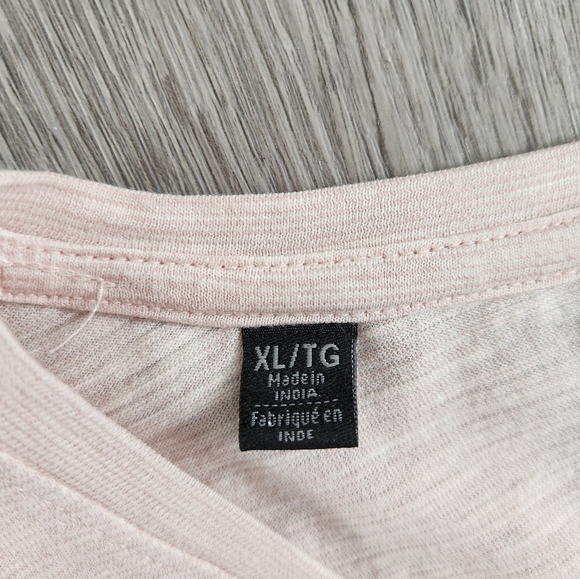 XL/TG
Made in
INDIA
Fabriqué en
INDE